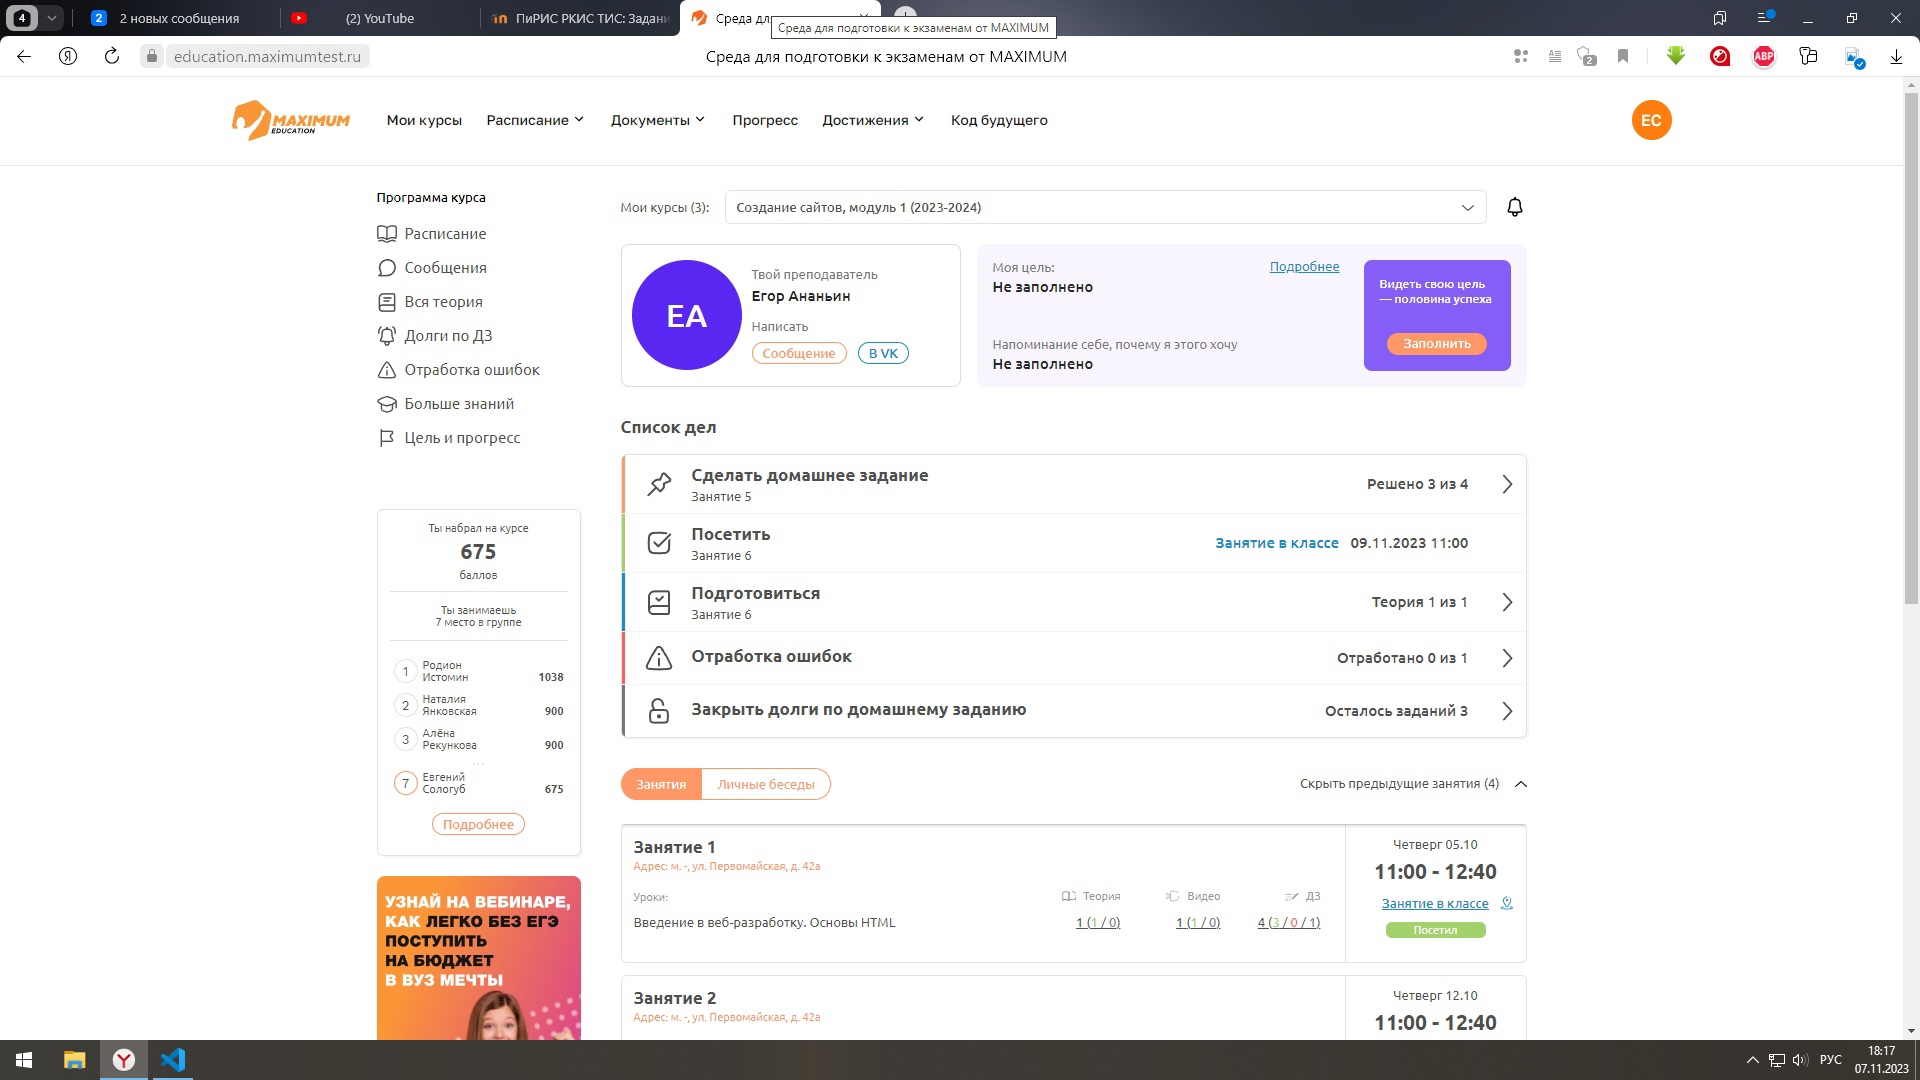 4
2
2 новых сообщения
(2) YouTube
ПиРИС РКИС ТИС: Задани
Среда дл
Среда для подготовки к экзаменам от MAXIMUM
education.maximumtest.ru
Среда для подготовки к экзаменам от MAXIMUM
2
ABP
MAXIMUM
EDUCATION
Мои курсы
Расписание
Документы
Прогресс
Достижения
Код будущего
ЕС
Программа курса
Расписание
Сообщения
Вся теория
Долги по ДЗ
Отработка ошибок
Больше знаний
Цель и прогресс
Мои курсы (3):
Создание сайтов, модуль 1 (2023-2024)
ЕА
Твой преподаватель
Егор Ананьин
Написать
Сообщение
В VK
Моя цель:
Не заполнено
Подробнее
Напоминание себе, почему я этого хочу
Не заполнено
Видеть свою цель
— половина успеха
Заполнить
Список дел
Сделать домашнее задание
Занятие 5
Решено 3 из 4
Посетить
Занятие 6
Занятие в классе 09.11.2023 11:00
Подготовиться
Занятие 6
Теория 1 из 1
Отработка ошибок
Отработано 0 из 1
Закрыть долги по домашнему заданию
Осталось заданий 3
Ты набрал на курсе
675
баллов
Ты занимаешь
7 место в группе
1 Родион
Истомин 1038
2 Наталия
Янковская 900
3 Алёна
Рекункова 900
...
7 Евгений
Сологуб 675
Подробнее
УЗНАЙ НА ВЕБИНАРЕ,
КАК ЛЕГКО БЕЗ ЕГЭ
ПОСТУПИТЬ
НА БЮДЖЕТ
В ВУЗ МЕЧТЫ
Занятия
Личные беседы
Скрыть предыдущие занятия (4)
Занятие 1
Адрес: м. -, ул. Первомайская, д. 42а
Уроки:
Теория
Видео
ДЗ
Введение в веб-разработку. Основы HTML
1 (1 / 0)
1 (1 / 0)
4 (3 / 0 / 1)
Четверг 05.10
11:00 - 12:40
Занятие в классе
Посетил
Занятие 2
Адрес: м. -, ул. Первомайская, д. 42а
Четверг 12.10
11:00 - 12:40
РУС
18:17
07.11.2023